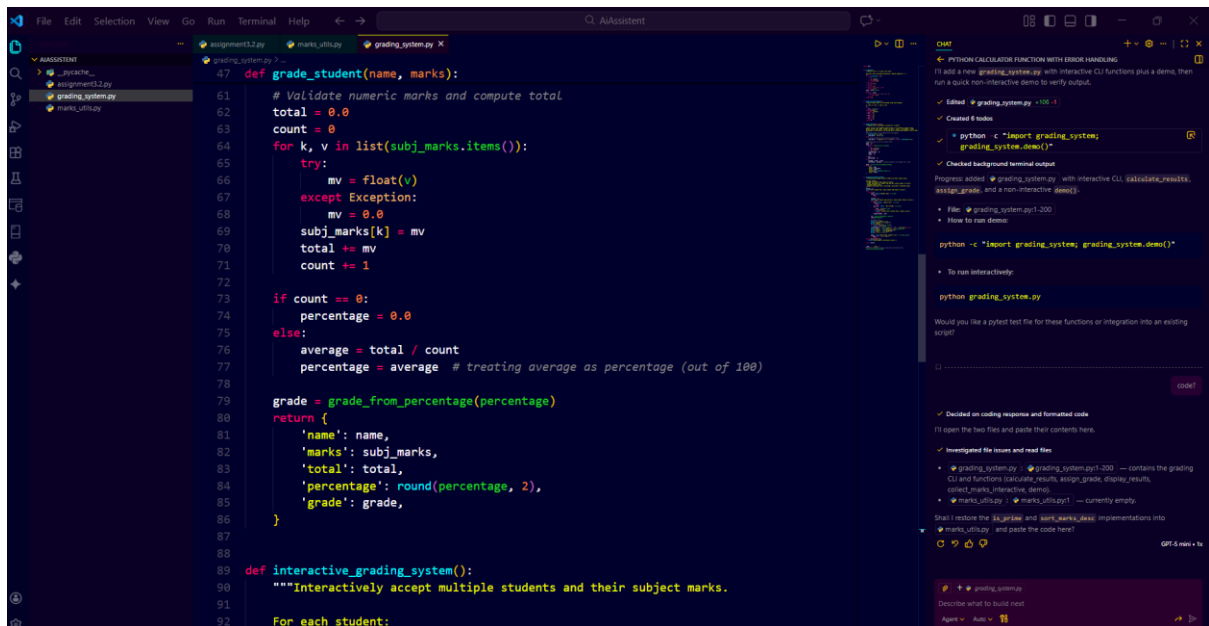 File Edit Selection View Go Run Terminal Help
AiAssistent
assignment3.2.py
marks_utils.py
grading_system.py
AIASSISTENT
__pycache__
assignment3.2.py
grading_system.py
marks_utils.py
grading_system.py > ...
47 def grade_student(name, marks):
61 # Validate numeric marks and compute total
62 total = 0.0
63 count = 0
64 for k, v in list(subj_marks.items()):
65 try:
66 mv = float(v)
67 except Exception:
68 mv = 0.0
69 subj_marks[k] = mv
70 total += mv
71 count += 1
72
73 if count == 0:
74 percentage = 0.0
75 else:
76 average = total / count
77 percentage = average # treating average as percentage (out of 100)
78
79 grade = grade_from_percentage(percentage)
80 return {
81 'name': name,
82 'marks': subj_marks,
83 'total': total,
84 'percentage': round(percentage, 2),
85 'grade': grade,
86 }
87
88
89 def interactive_grading_system():
90 """Interactively accept multiple students and their subject marks.
91
92 For each student:
CHAT
PYTHON CALCULATOR FUNCTION WITH ERROR HANDLING
I'll add a new grading_system.py with interactive CLI functions plus a demo, then
run a quick non-interactive demo to verify output.
Edited grading_system.py +106 -1
Created 6 todos
python -c "import grading_system;
grading_system.demo()"
Checked background terminal output
Progress: added grading_system.py with interactive CLI, calculate_results,
assign_grade, and a non-interactive demo().
• File: grading_system.py:1-200
• How to run demo:
python -c "import grading_system; grading_system.demo()"
• To run interactively:
python grading_system.py
Would you like a pytest test file for these functions or integration into an existing
script?
code?
Decided on coding response and formatted code
I'll open the two files and paste their contents here.
Investigated file issues and read files
• grading_system.py : grading_system.py:1-200 — contains the grading
CLI and functions (calculate_results, assign_grade, display_results,
collect_marks_interactive, demo).
• marks_utils.py : marks_utils.py:1 — currently empty.
Shall I restore the is_prime and sort_marks_desc implementations into
marks_utils.py and paste the code here?
GPT-5 mini • 1x
grading_system.py
Describe what to build next
Agent Auto